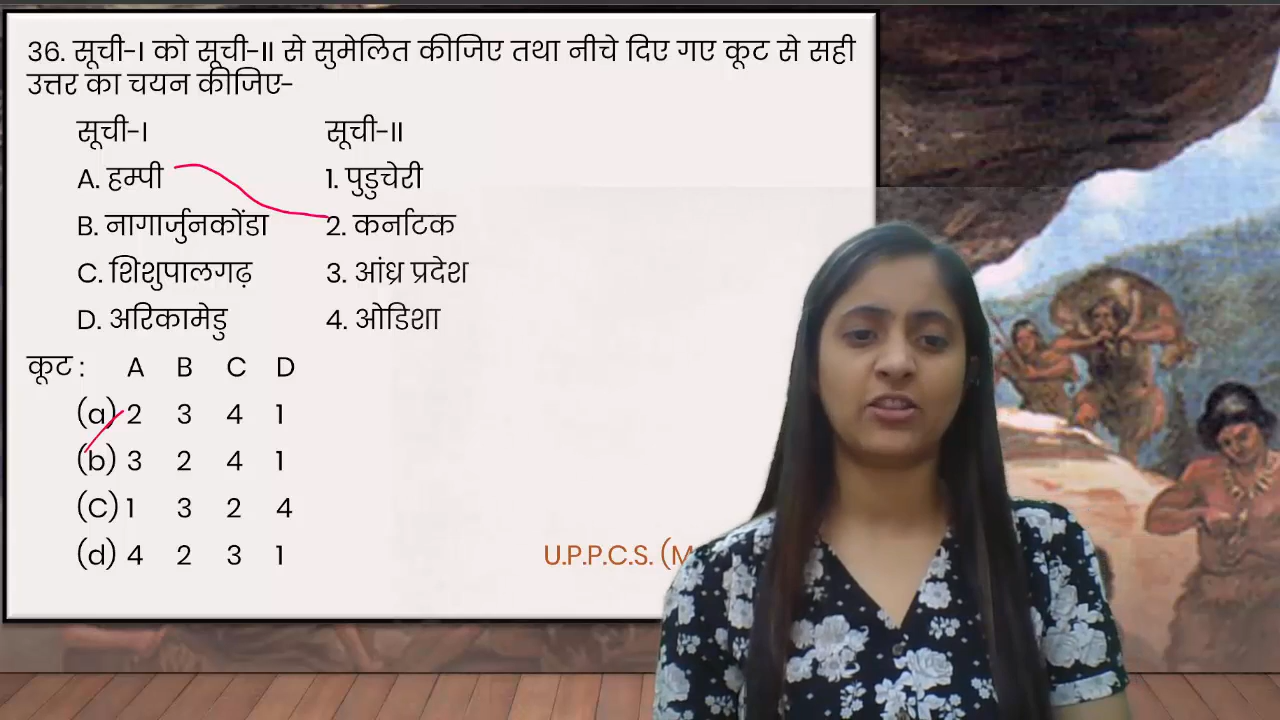 36. सूची-I को सूची-II से सुमेलित कीजिए तथा नीचे दिए गए कूट से सही
उत्तर का चयन कीजिए-
सूची-I सूची-II
A. हम्पी 1. पुडुचेरी
B. नागार्जुनकोंडा 2. कर्नाटक
C. शिशुपालगढ़ 3. आंध्र प्रदेश
D. अरिकामेडु 4. ओडिशा
कूट : A B C D
(a) 2 3 4 1
(b) 3 2 4 1
(C) 1 3 2 4
(d) 4 2 3 1
U.P.P.C.S. (M